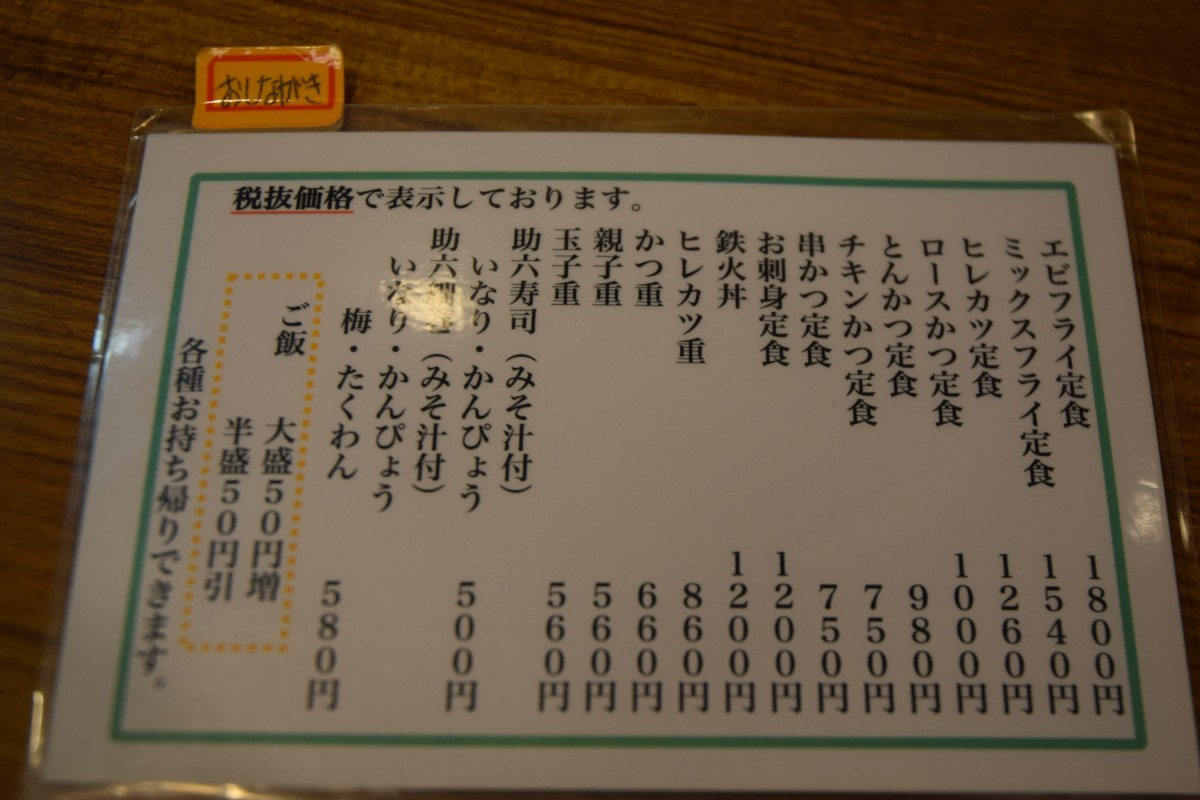 おしながき
税抜価格で表示しております。
エビフライ定食 1800円
ミックスフライ定食 1540円
ヒレカツ定食 1260円
ロースかつ定食 1000円
とんかつ定食 980円
チキンかつ定食 750円
串かつ定食 750円
お刺身定食 1200円
鉄火丼 1200円
ヒレカツ重 860円
かつ重 660円
親子重 560円
玉子重 560円
助六寿司（みそ汁付） 500円
いなり・かんぴょう
助六（みそ汁付） 580円
いなり・かんぴょう
梅・たくわん
ご飯 大盛50円増
半盛50円引
各種お持ち帰りできます。